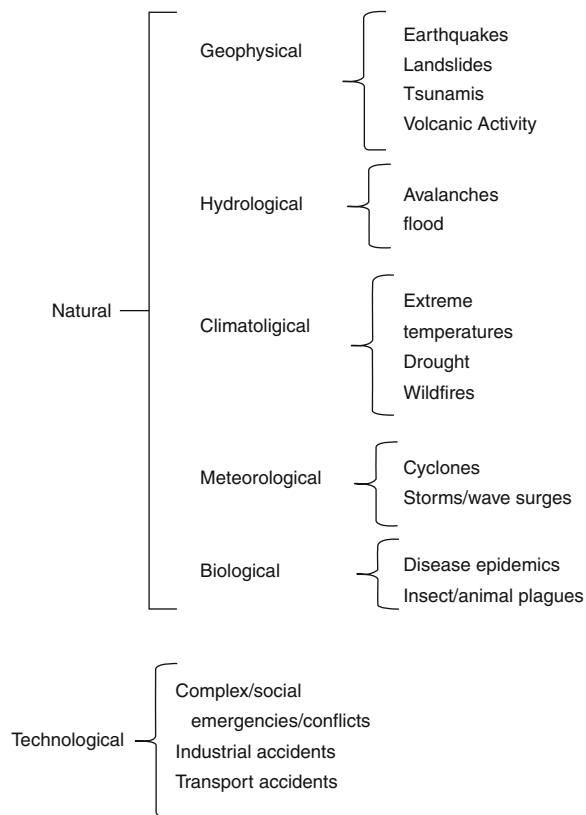 Geophysical
Earthquakes
Landslides
Tsunamis
Volcanic Activity
Hydrological
Avalanches
flood
Natural
Climatoligical
Extreme
temperatures
Drought
Wildfires
Meteorological
Cyclones
Storms/wave surges
Biological
Disease epidemics
Insect/animal plagues
Technological
Complex/social
emergencies/conflicts
Industrial accidents
Transport accidents